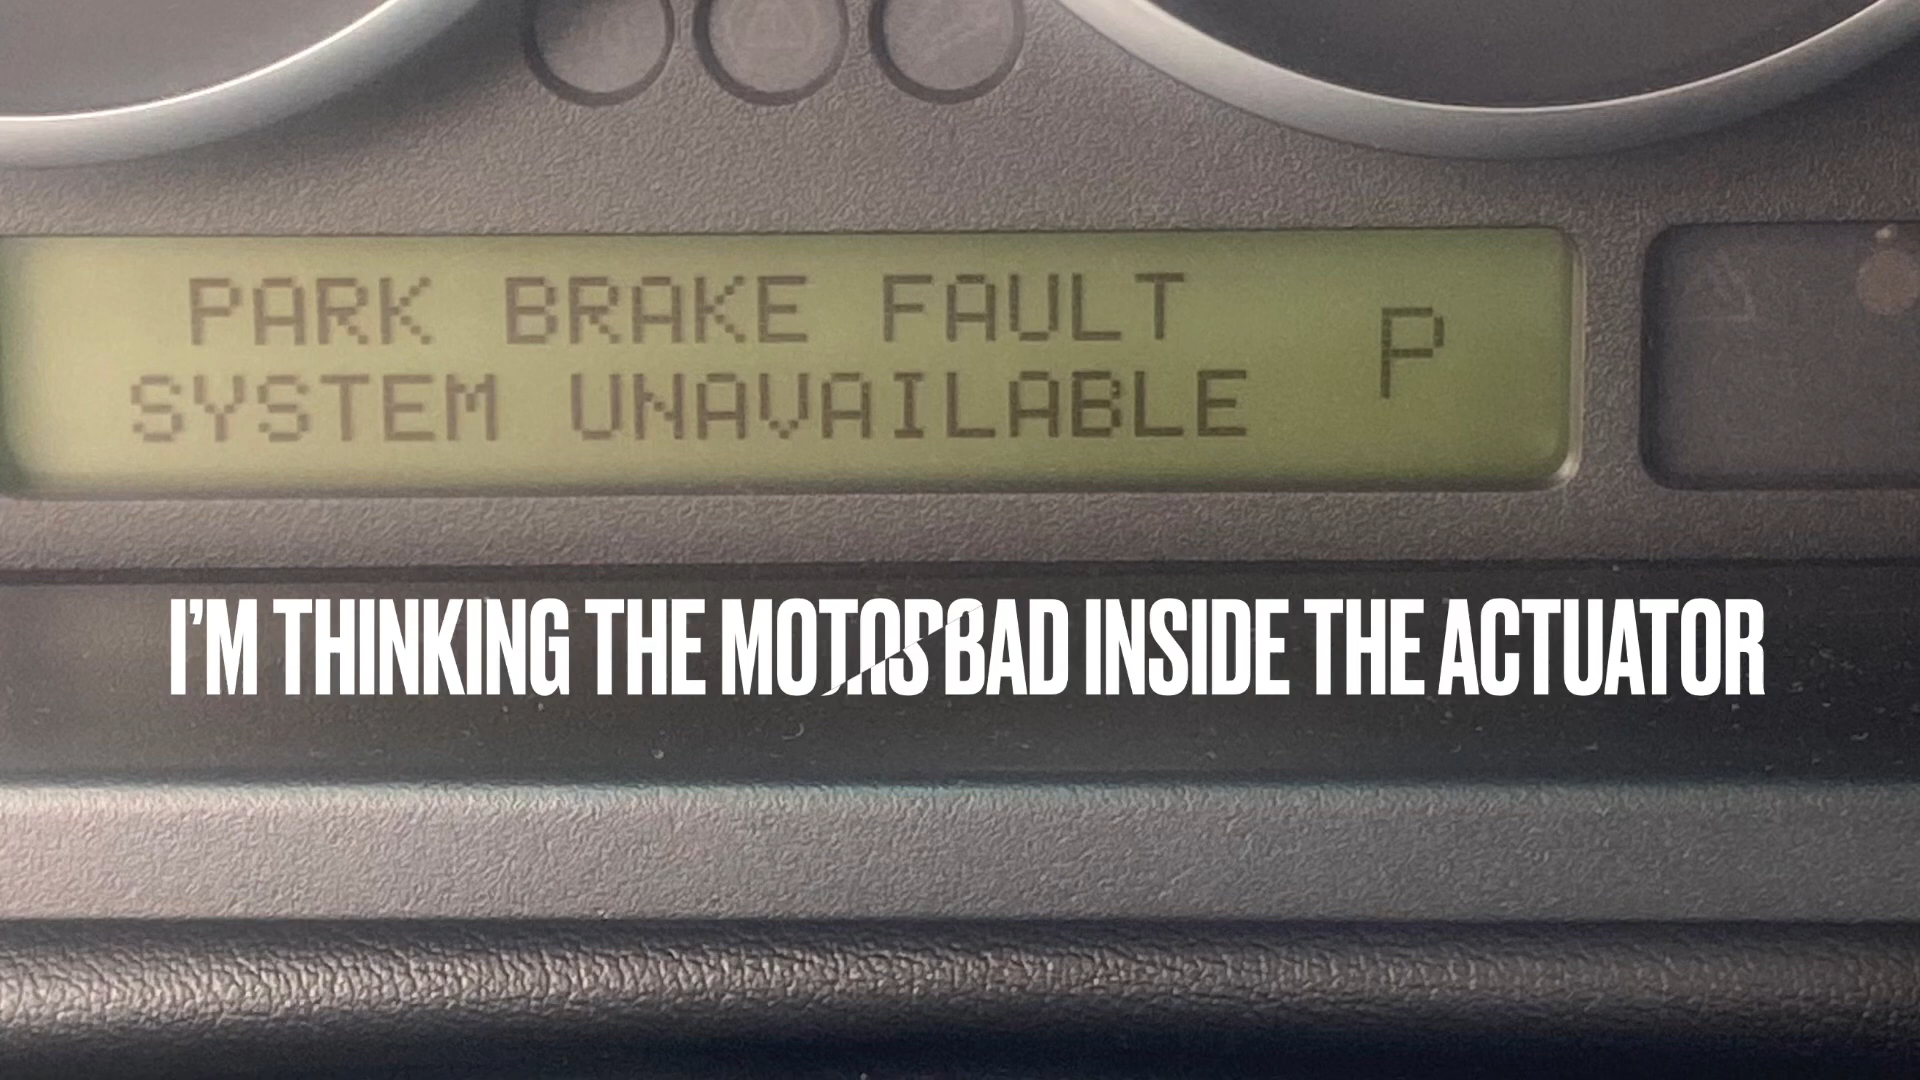 PARK BRAKE FAULT
SYSTEM UNAVAILABLE P
I'M THINKING THE BAD INSIDE THE ACTUATOR